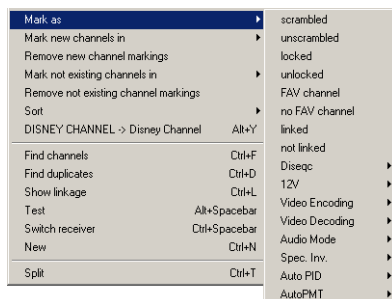 Mark as
Mark new channels in
Remove new channel markings
Mark not existing channels in
Remove not existing channel markings
Sort
DISNEY CHANNEL -> Disney Channel Alt+Y
Find channels Ctrl+F
Find duplicates Ctrl+D
Show linkage Ctrl+L
Test Alt+Spacebar
Switch receiver Ctrl+Spacebar
New Ctrl+N
Split Ctrl+T
scrambled
unscrambled
locked
unlocked
FAV channel
no FAV channel
linked
not linked
Diseqc
12V
Video Encoding
Video Decoding
Audio Mode
Spec. Inv.
Auto PID
AutoPMT